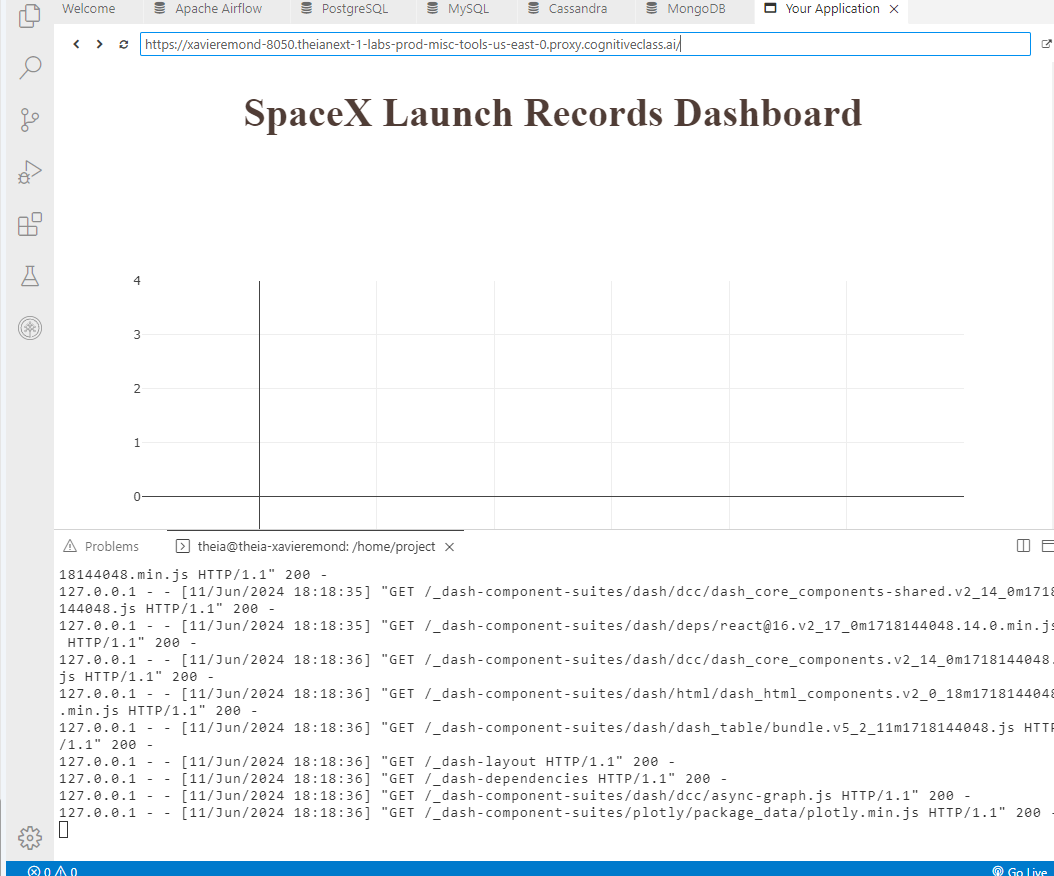 Welcome
Apache Airflow
PostgreSQL
MySQL
Cassandra
MongoDB
Your Application
https://xavieremond-8050.theianext-1-labs-prod-misc-tools-us-east-0.proxy.cognitiveclass.ai/
SpaceX Launch Records Dashboard
4
3
2
1
0
Problems
theia@theia-xavieremond: /home/project
18144048.min.js HTTP/1.1" 200 -
127.0.0.1 - - [11/Jun/2024 18:18:35] "GET /_dash-component-suites/dash/dcc/dash_core_components-shared.v2_14_0m1718
144048.js HTTP/1.1" 200 -
127.0.0.1 - - [11/Jun/2024 18:18:35] "GET /_dash-component-suites/dash/deps/react@16.v2_17_0m1718144048.14.0.min.js
HTTP/1.1" 200 -
127.0.0.1 - - [11/Jun/2024 18:18:36] "GET /_dash-component-suites/dash/dcc/dash_core_components.v2_14_0m1718144048.
js HTTP/1.1" 200 -
127.0.0.1 - - [11/Jun/2024 18:18:36] "GET /_dash-component-suites/dash/html/dash_html_components.v2_0_18m1718144048
.min.js HTTP/1.1" 200 -
127.0.0.1 - - [11/Jun/2024 18:18:36] "GET /_dash-component-suites/dash/dash_table/bundle.v5_2_11m1718144048.js HTTP
/1.1" 200 -
127.0.0.1 - - [11/Jun/2024 18:18:36] "GET /_dash-layout HTTP/1.1" 200 -
127.0.0.1 - - [11/Jun/2024 18:18:36] "GET /_dash-dependencies HTTP/1.1" 200 -
127.0.0.1 - - [11/Jun/2024 18:18:36] "GET /_dash-component-suites/dash/dcc/async-graph.js HTTP/1.1" 200 -
127.0.0.1 - - [11/Jun/2024 18:18:36] "GET /_dash-component-suites/plotly/package_data/plotly.min.js HTTP/1.1" 200 -
0 0
Go Live